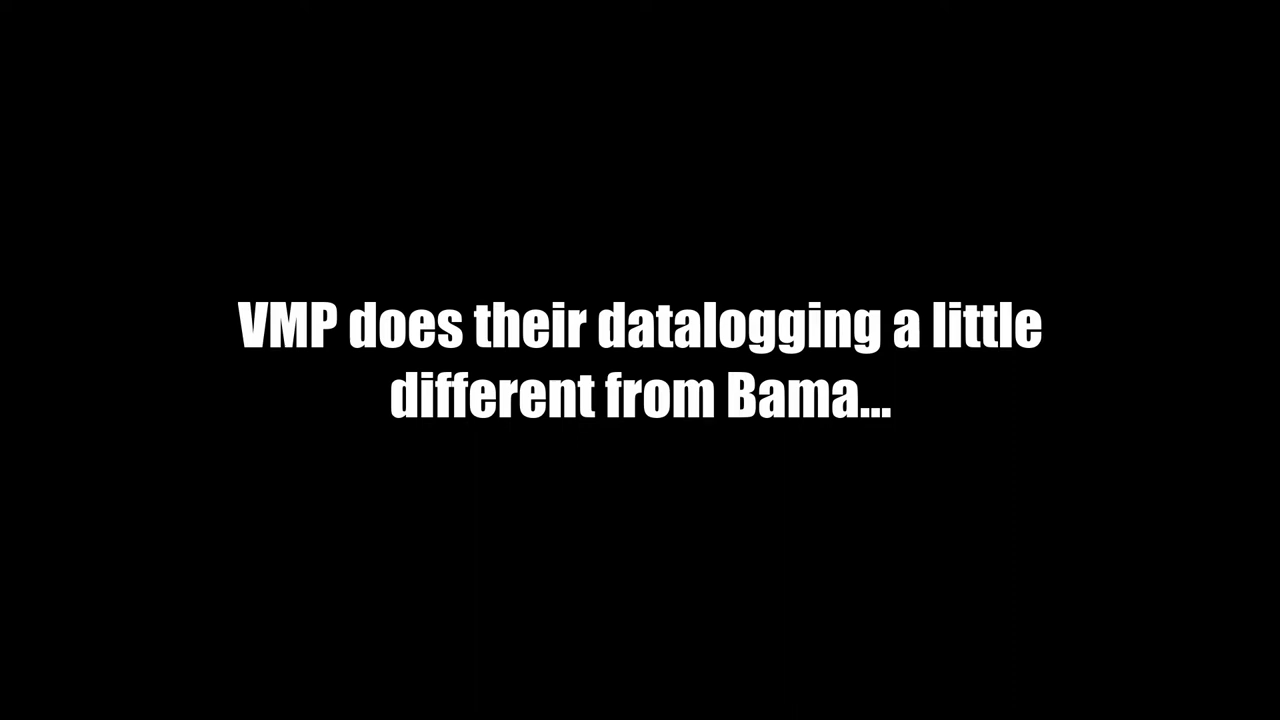 VMP does their datalogging a little
different from Bama...